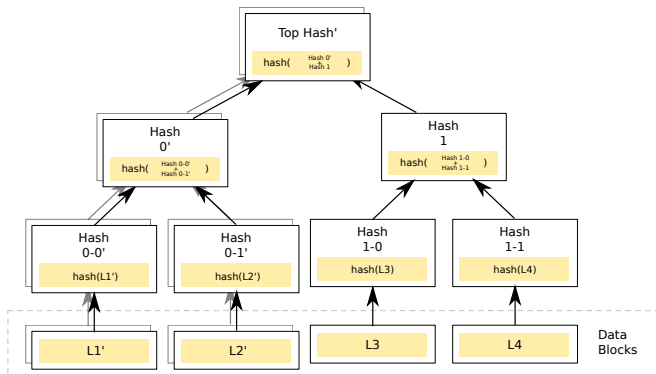 Top Hash'
hash( Hash 0' + Hash 1 )
Hash
0'
hash( Hash 0-0' + Hash 0-1' )
Hash
1
hash( Hash 1-0 + Hash 1-1 )
Hash
0-0'
hash(L1')
Hash
0-1'
hash(L2')
Hash
1-0
hash(L3)
Hash
1-1
hash(L4)
L1'
L2'
L3
L4
Data
Blocks